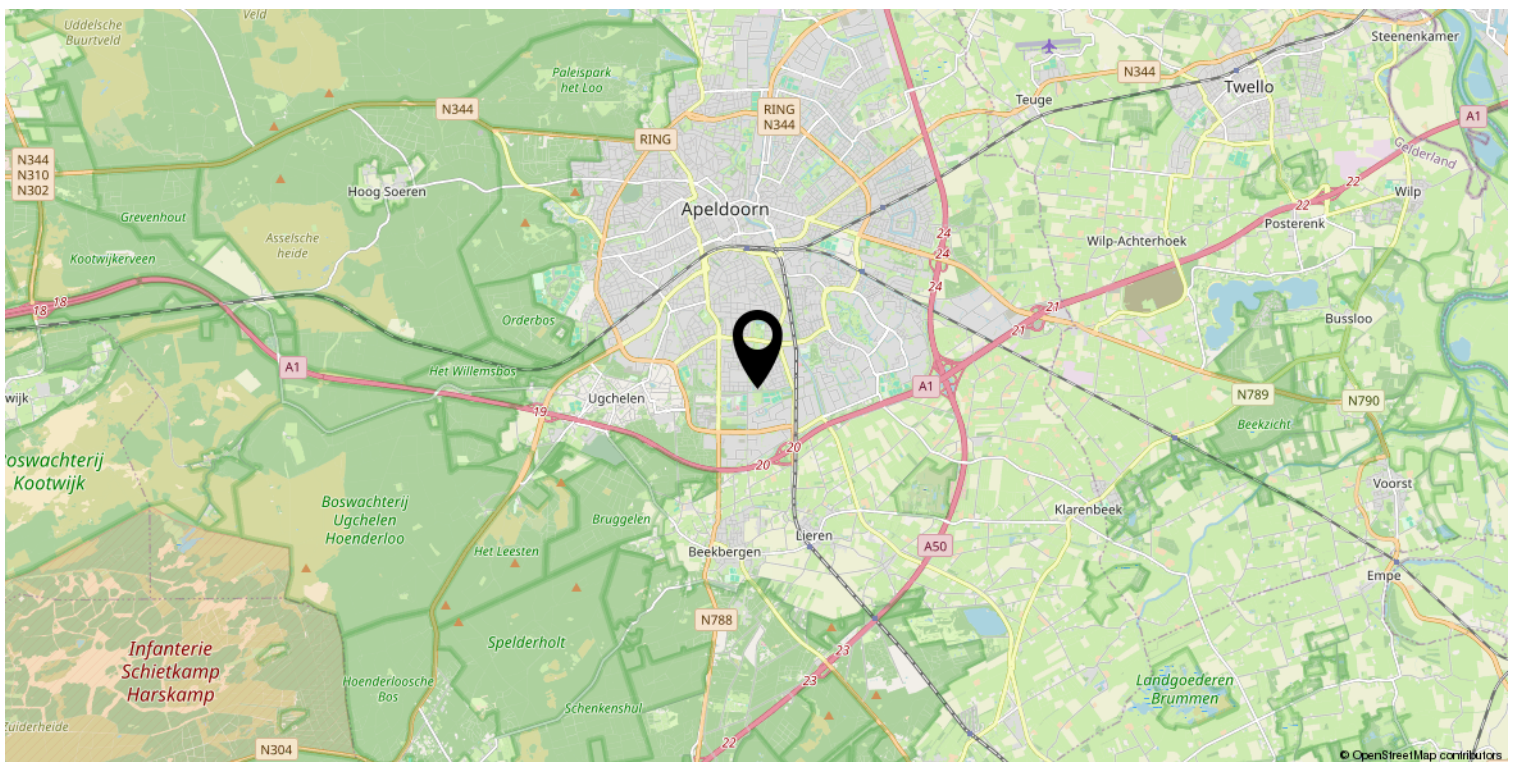 Veld
Uddelsche
Buurtveld
Steenenkamer
Paleispark
het Loo
N344
Twello
Teuge
N344
RING
N344
A1
RING
Gelderland
N344
N310
N302
Hoog Soeren
22
Wilp
22
Apeldoorn
Grevenhout
Posterenk
24
Asselsche
heide
Wilp-Achterhoek
24
Kootwijkerveen
24
18
18
21
21
Orderbos
Bussloo
A1
Het Willemsbos
A1
wijk
Ugchelen
N789
N790
19
Beekzicht
20
20
oswachterij
Kootwijk
Voorst
Boswachterij
Ugchelen
Hoenderloo
Klarenbeek
Bruggelen
Lieren
A50
Het Leesten
Beekbergen
Empe
N788
Spelderholt
Infanterie
Schietkamp
Harskamp
23
23
Hoenderloosche
Bos
Landgoederen
Brummen
Schenkenshul
Zuiderheide
22
N304
© OpenStreetMap contributors